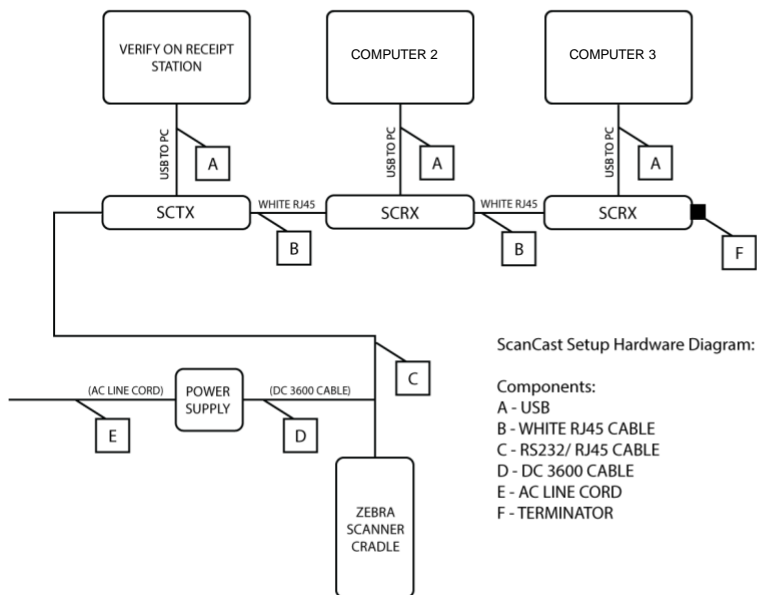 VERIFY ON RECEIPT
STATION
COMPUTER 2
COMPUTER 3
USB TO PC
A
USB TO PC
A
USB TO PC
A
SCTX
WHITE RJ45
SCRX
WHITE RJ45
SCRX
B
B
F
ScanCast Setup Hardware Diagram:
Components:
A - USB
B - WHITE RJ45 CABLE
C - RS232/ RJ45 CABLE
D - DC 3600 CABLE
E - AC LINE CORD
F - TERMINATOR
C
(AC LINE CORD)
POWER
SUPPLY
(DC 3600 CABLE)
E
D
ZEBRA
SCANNER
CRADLE